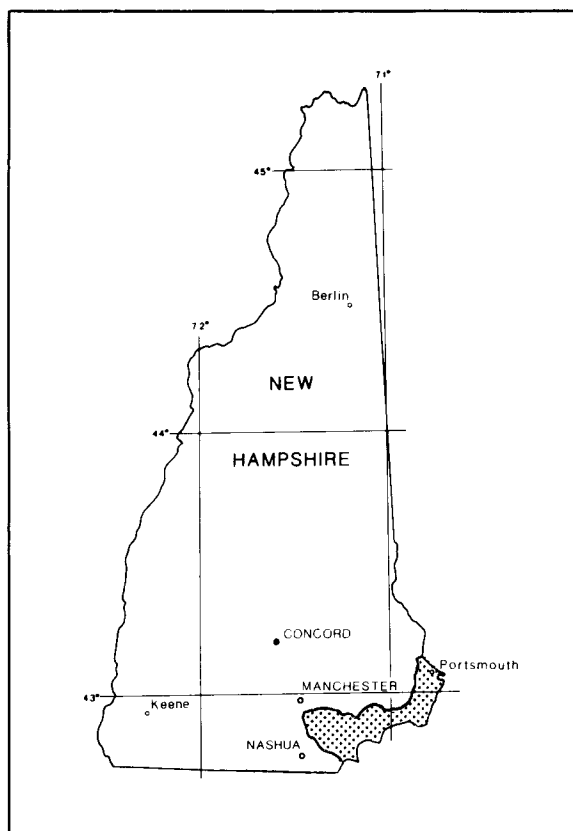 71°
45°
Berlin
72°
NEW
44°
HAMPSHIRE
CONCORD
Portsmouth
MANCHESTER
43°
Keene
NASHUA